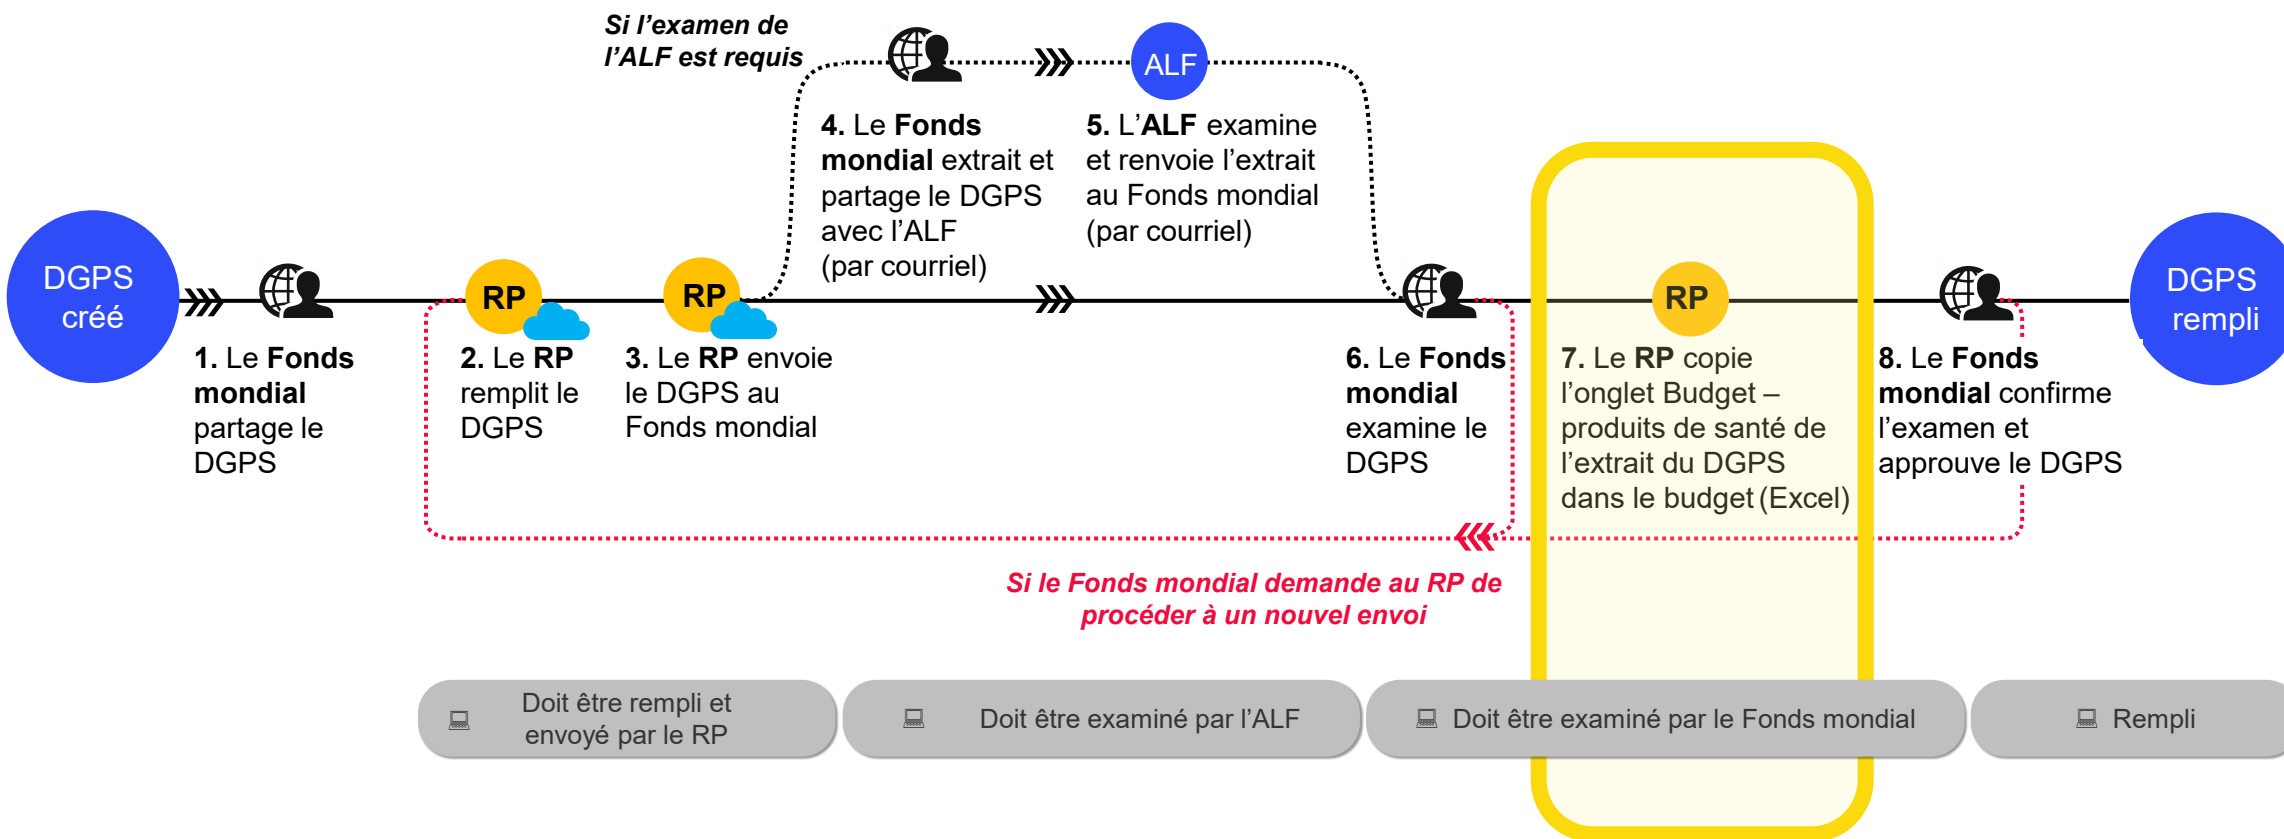 Si l’examen de
l’ALF est requis
ALF
4. Le Fonds
mondial extrait et
partage le DGPS
avec l’ALF
(par courriel)
5. L’ALF examine
et renvoie l’extrait
au Fonds mondial
(par courriel)
DGPS
créé
RP
RP
RP
DGPS
rempli
1. Le Fonds
mondial
partage le
DGPS
2. Le RP
remplit le
DGPS
3. Le RP envoie
le DGPS au
Fonds mondial
6. Le Fonds
mondial
examine le
DGPS
7. Le RP copie
l’onglet Budget –
produits de santé de
l’extrait du DGPS
dans le budget (Excel)
8. Le Fonds
mondial confirme
l’examen et
approuve le DGPS
Si le Fonds mondial demande au RP de
procéder à un nouvel envoi
Doit être rempli et
envoyé par le RP
Doit être examiné par l’ALF
Doit être examiné par le Fonds mondial
Rempli